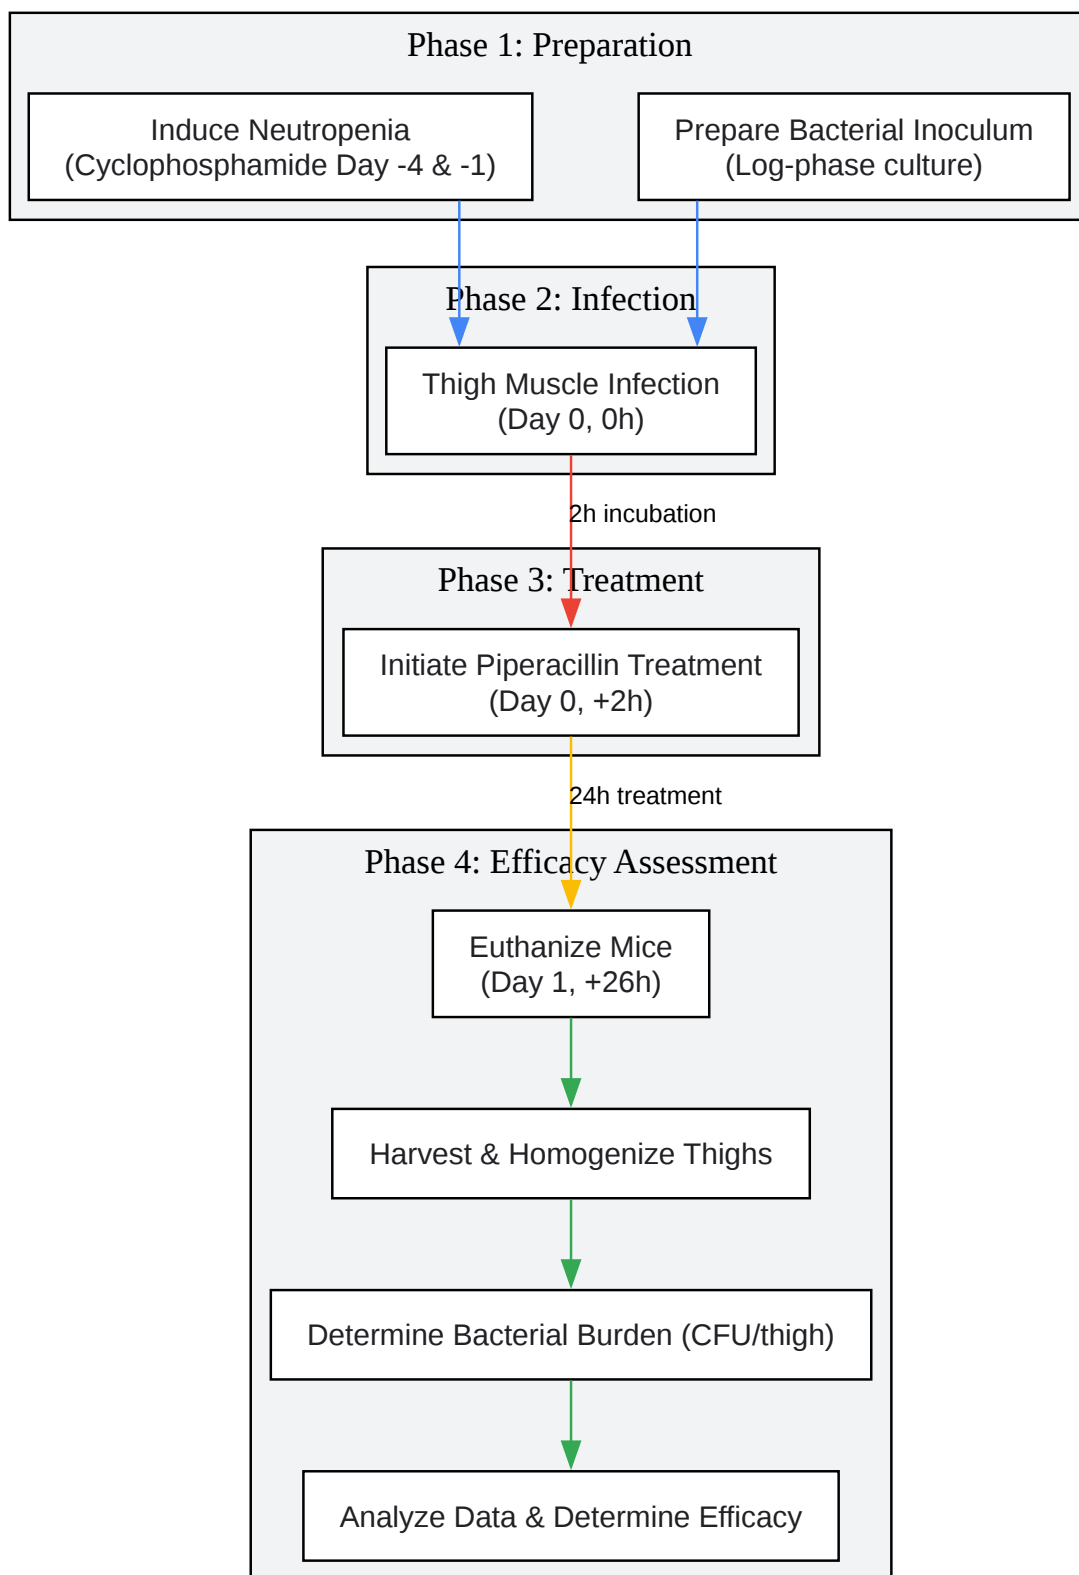 Phase 1: Preparation
Induce Neutropenia
(Cyclophosphamide Day -4 & -1)
Prepare Bacterial Inoculum
(Log-phase culture)
Phase 2: Infection
Thigh Muscle Infection
(Day 0, 0h)
2h incubation
Phase 3: Treatment
Initiate Piperacillin Treatment
(Day 0, +2h)
24h treatment
Phase 4: Efficacy Assessment
Euthanize Mice
(Day 1, +26h)
Harvest & Homogenize Thighs
Determine Bacterial Burden (CFU/thigh)
Analyze Data & Determine Efficacy